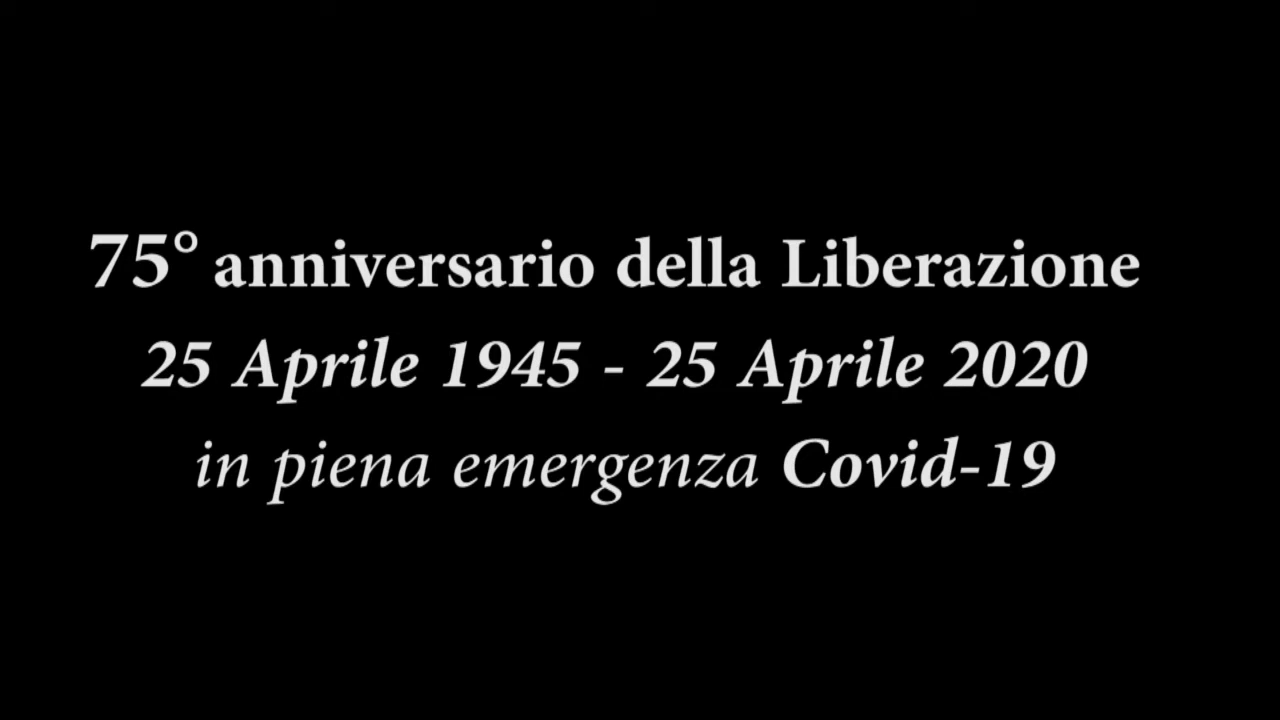 75° anniversario della Liberazione
25 Aprile 1945 - 25 Aprile 2020
in piena emergenza Covid-19